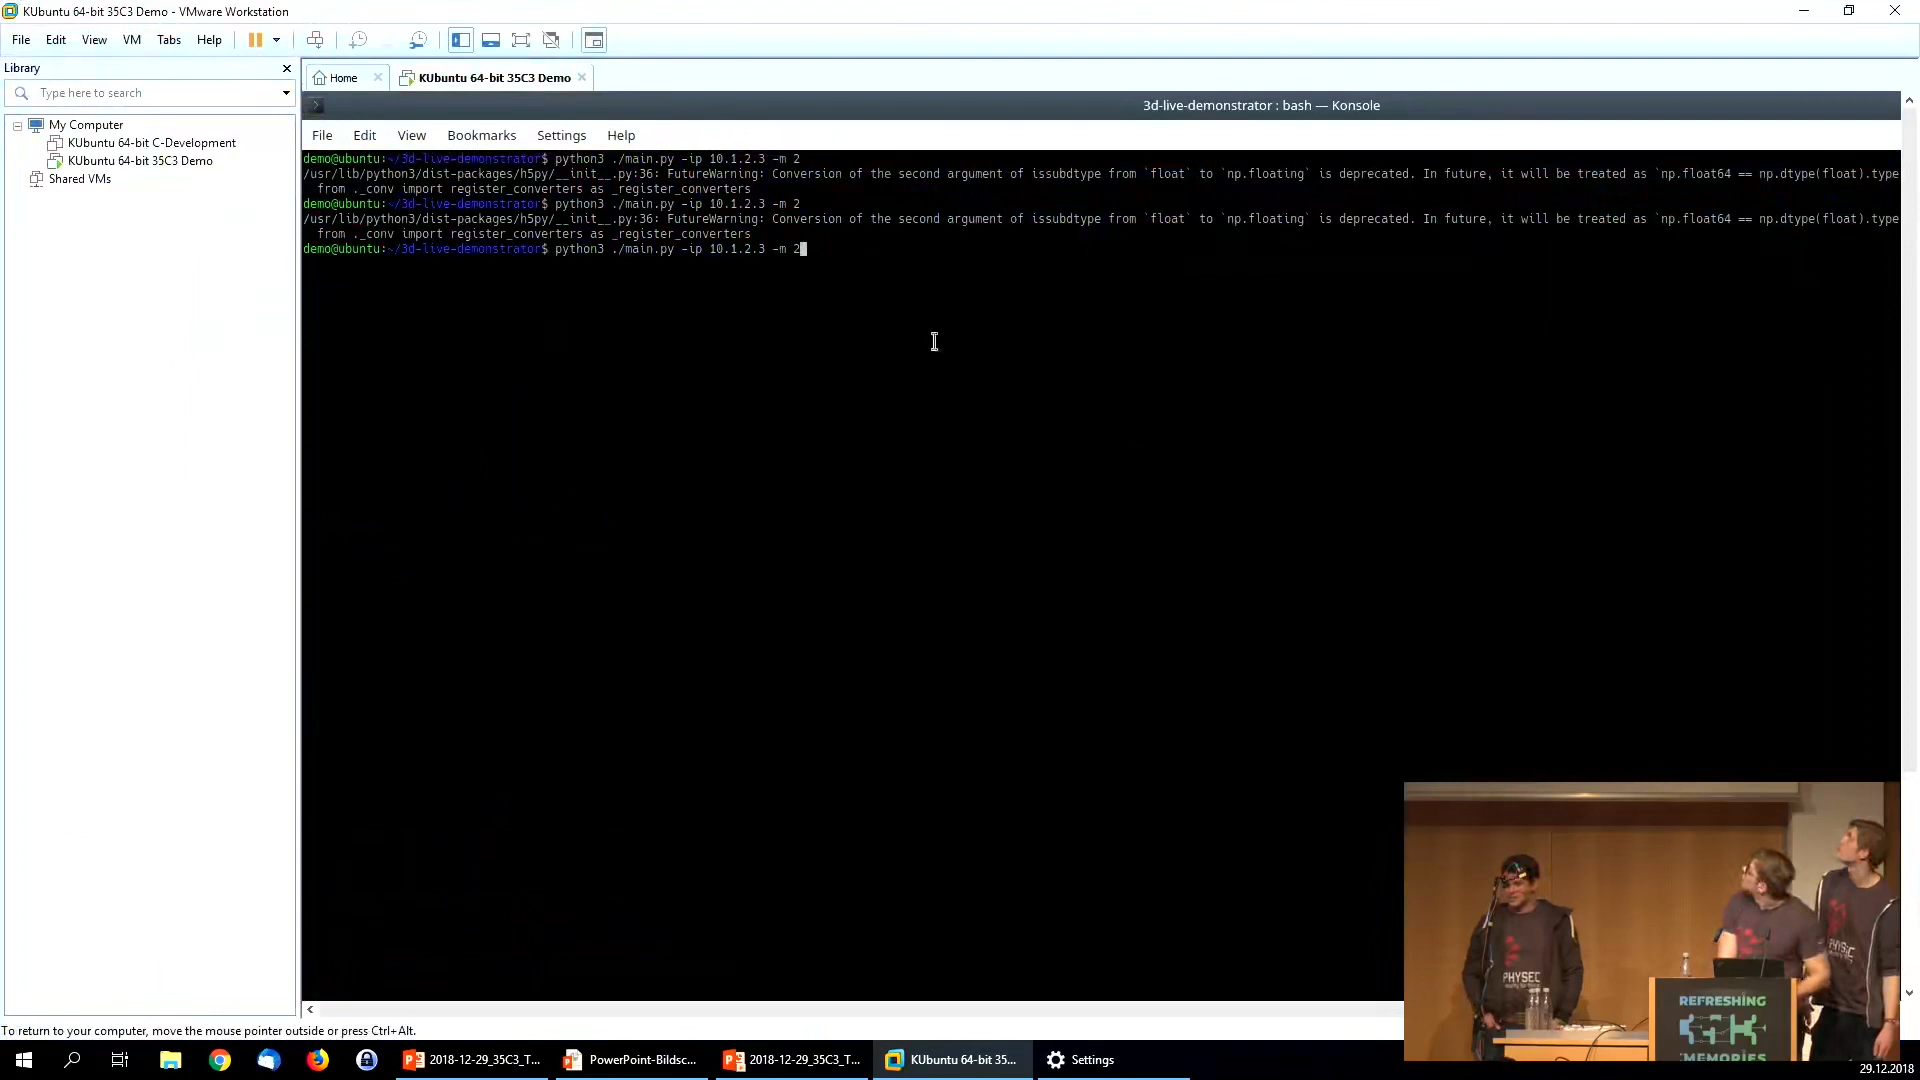 KUbuntu 64-bit 35C3 Demo - VMware Workstation
File Edit View VM Tabs Help
Library
Type here to search
My Computer
KUbuntu 64-bit C-Development
KUbuntu 64-bit 35C3 Demo
Shared VMs
Home
KUbuntu 64-bit 35C3 Demo
3d-live-demonstrator : bash — Konsole
File Edit View Bookmarks Settings Help
demo@ubuntu:~/3d-live-demonstrator$ python3 ./main.py -ip 10.1.2.3 -m 2
/usr/lib/python3/dist-packages/h5py/__init__.py:36: FutureWarning: Conversion of the second argument of issubdtype from `float` to `np.floating` is deprecated. In future, it will be treated as `np.float64 == np.dtype(float).type
from ._conv import register_converters as _register_converters
demo@ubuntu:~/3d-live-demonstrator$ python3 ./main.py -ip 10.1.2.3 -m 2
/usr/lib/python3/dist-packages/h5py/__init__.py:36: FutureWarning: Conversion of the second argument of issubdtype from `float` to `np.floating` is deprecated. In future, it will be treated as `np.float64 == np.dtype(float).type
from ._conv import register_converters as _register_converters
demo@ubuntu:~/3d-live-demonstrator$ python3 ./main.py -ip 10.1.2.3 -m 2
PHYSEC
PHYSEC
REFRESHING
MEMORIES
To return to your computer, move the mouse pointer outside or press Ctrl+Alt.
2018-12-29_35C3_T...
PowerPoint-Bildsc...
2018-12-29_35C3_T...
KUbuntu 64-bit 35...
Settings
29.12.2018